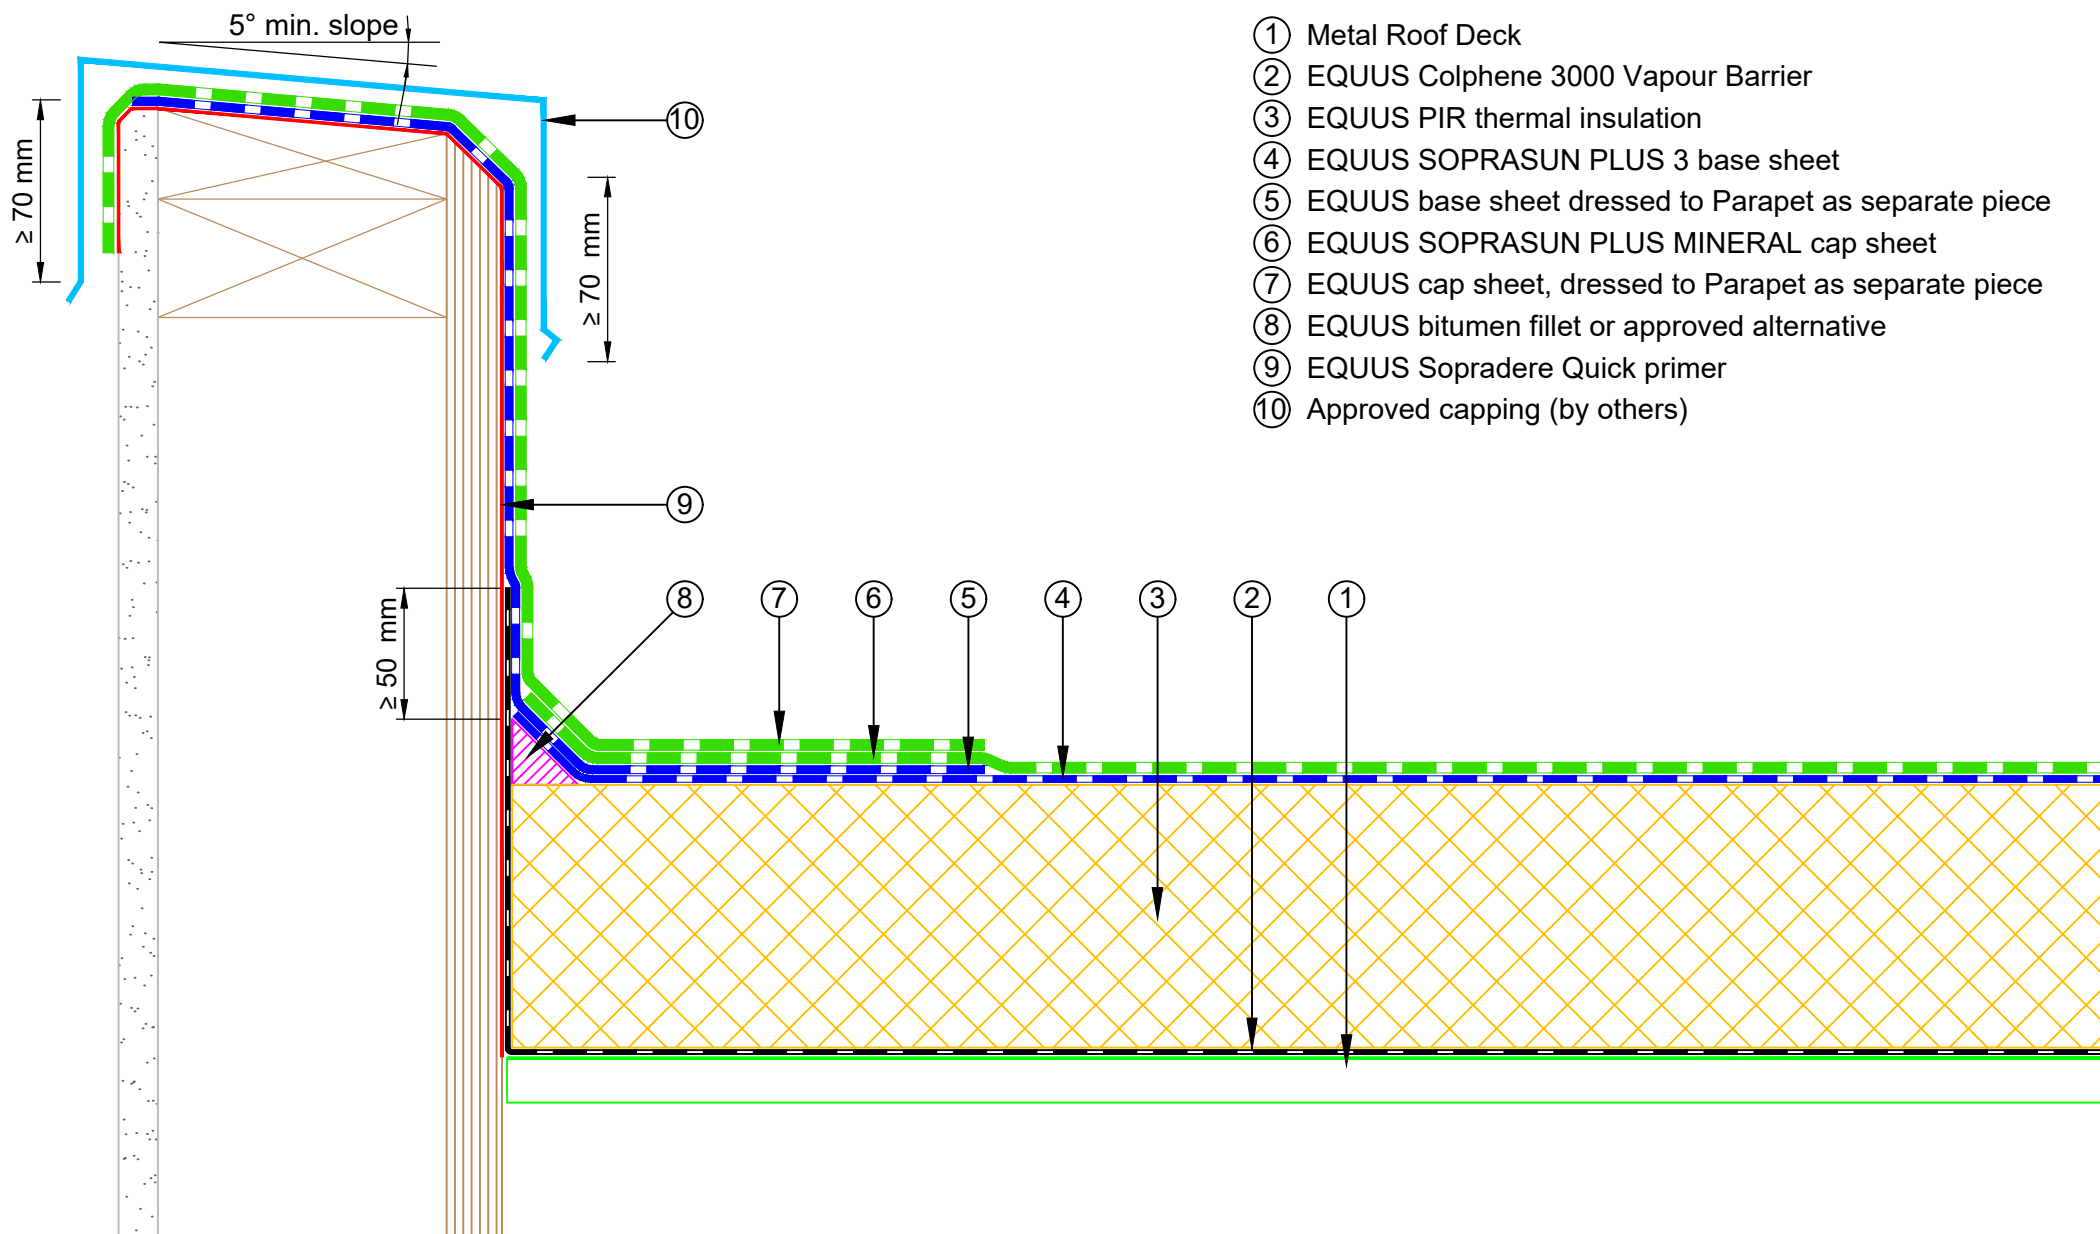 5° min. slope
① Metal Roof Deck
② EQUUS Colphene 3000 Vapour Barrier
③ EQUUS PIR thermal insulation
④ EQUUS SOPRASUN PLUS 3 base sheet
⑤ EQUUS base sheet dressed to Parapet as separate piece
⑥ EQUUS SOPRASUN PLUS MINERAL cap sheet
⑦ EQUUS cap sheet, dressed to Parapet as separate piece
⑧ EQUUS bitumen fillet or approved alternative
⑨ EQUUS Sopradere Quick primer
⑩ Approved capping (by others)
≥ 70 mm
⑩
≥ 70 mm
⑨
≥ 50 mm
⑧ ⑦ ⑥ ⑤ ④ ③ ② ①